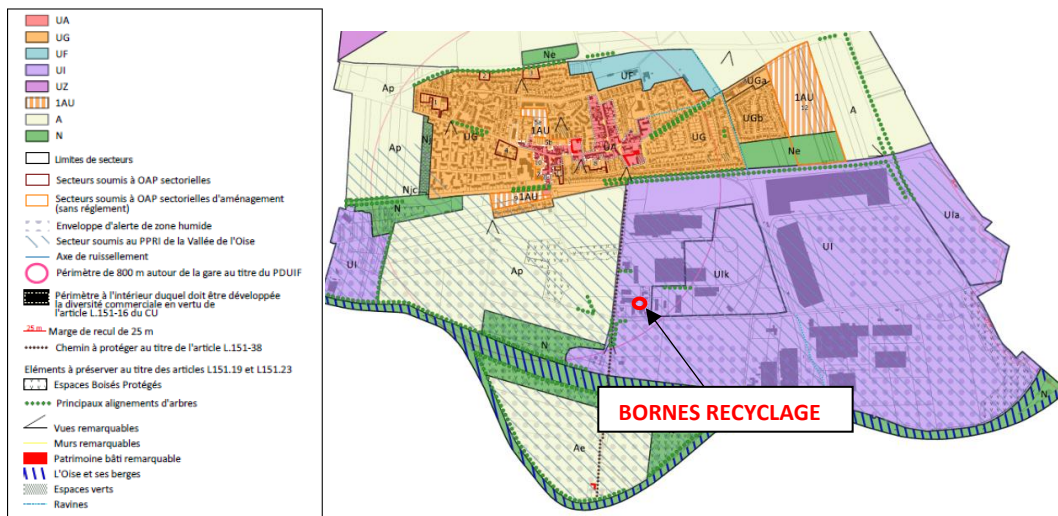 UA
UG
UF
UI
UZ
1AU
A
N
Limites de secteurs
Secteurs soumis à OAP sectorielles
Secteurs soumis à OAP sectorielles d'aménagement
(sans réglement)
Enveloppe d'alerte de zone humide
Secteur soumis au PPRI de la Vallée de l'Oise
Axe de ruissellement
Périmètre de 800 m autour de la gare au titre du PDUIF
Périmètre à l'intérieur duquel doit être développée
la diversité commerciale en vertu de
l'article L.151-16 du CU
25 m
Marge de recul de 25 m
Chemin à protéger au titre de l'article L.151-38
Eléments à préserver au titre des articles L151.19 et L151.23
Espaces Boisés Protégés
Principaux alignements d'arbres
Vues remarquables
Murs remarquables
Patrimoine bâti remarquable
L'Oise et ses berges
Espaces verts
Ravines
Ne
UF
Ap
UGa
1AU
A
1AU
UG
Nj
UA
UG
UGb
Ap
Ne
Njc
1AU
N
UIa
UI
Ap
UIk
UI
N
N
BORNES RECYCLAGE
Ae